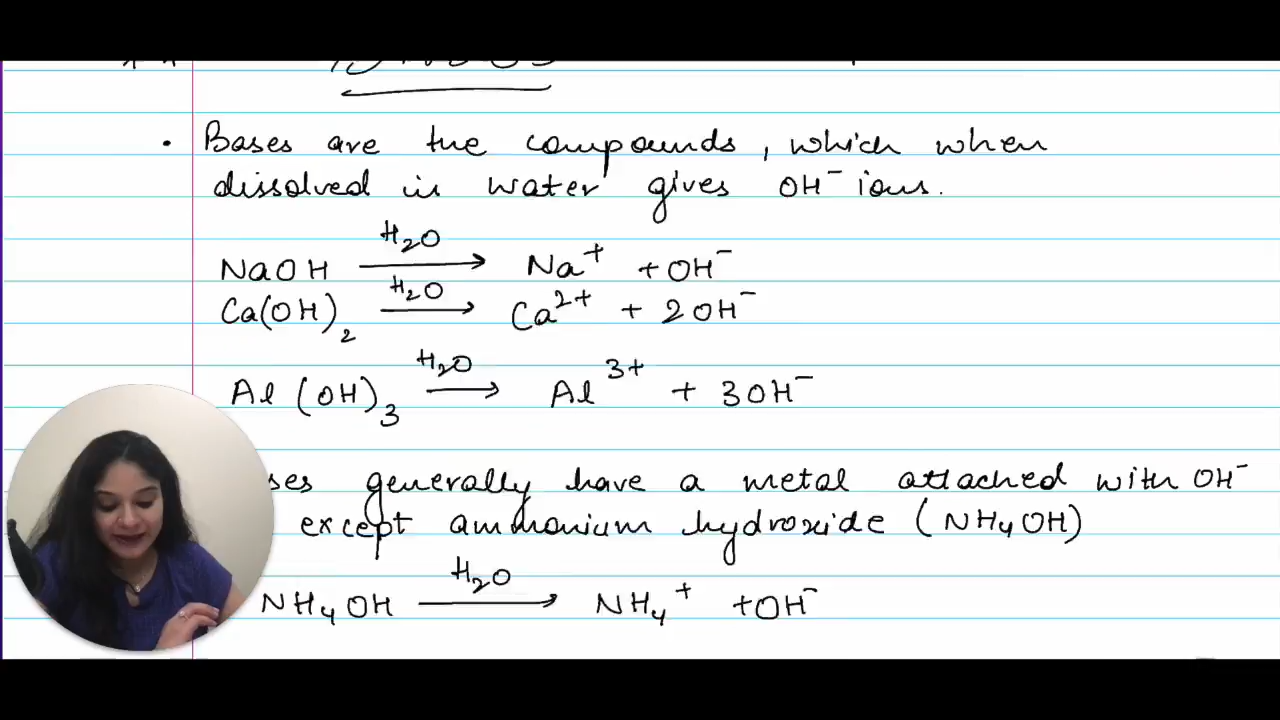 • Bases are the compounds, which when
dissolved in water gives OH⁻ ions.
NaOH —H₂O→ Na⁺ + OH⁻
Ca(OH)₂ —H₂O→ Ca²⁺ + 2OH⁻
Al(OH)₃ —H₂O→ Al³⁺ + 3OH⁻
generally have a metal attached with OH⁻
except ammonium hydroxide (NH₄OH)
NH₄OH —H₂O→ NH₄⁺ + OH⁻